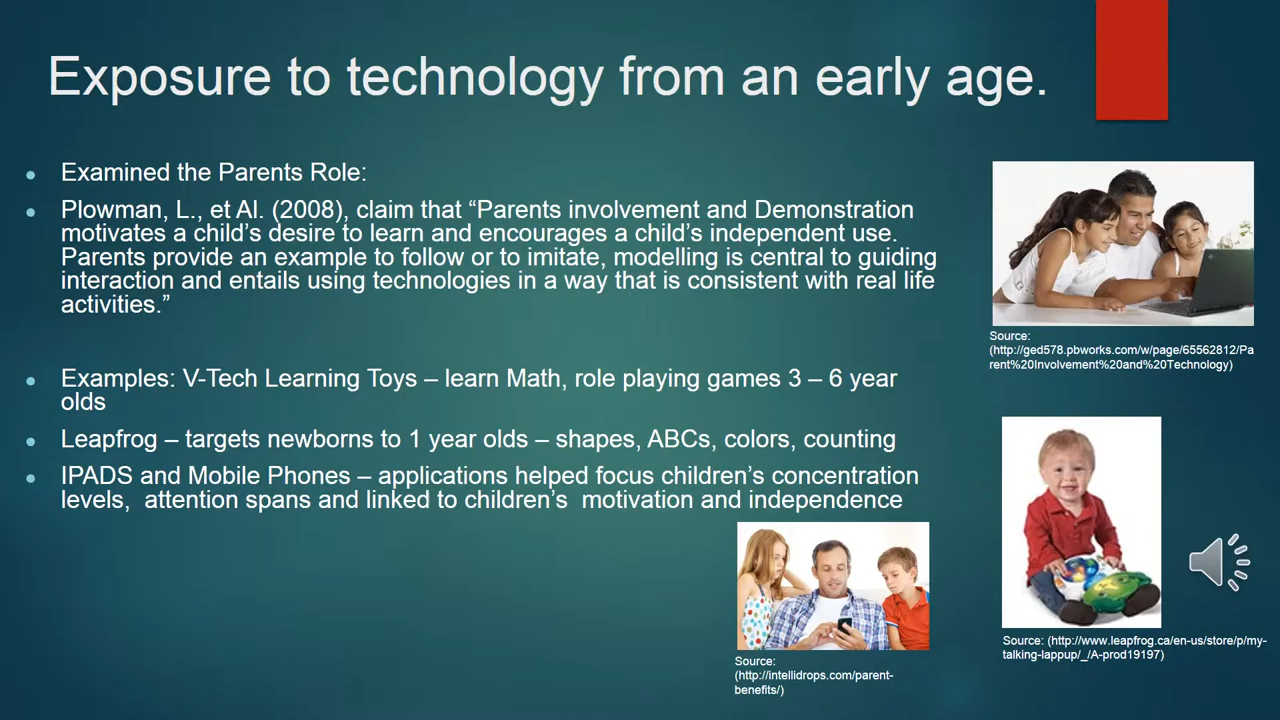 Exposure to technology from an early age.
Examined the Parents Role:
Plowman, L., et Al. (2008), claim that “Parents involvement and Demonstration
motivates a child’s desire to learn and encourages a child’s independent use.
Parents provide an example to follow or to imitate, modelling is central to guiding
interaction and entails using technologies in a way that is consistent with real life
activities.”
Examples: V-Tech Learning Toys – learn Math, role playing games 3 – 6 year
olds
Leapfrog – targets newborns to 1 year olds – shapes, ABCs, colors, counting
IPADS and Mobile Phones – applications helped focus children’s concentration
levels,  attention spans and linked to children’s  motivation and independence
Source:
(http://ged578.pbworks.com/w/page/65562812/Pa
rent%20Involvement%20and%20Technology)
Source: (http://www.leapfrog.ca/en-us/store/p/my-
talking-lappup/_/A-prod19197)
Source:
(http://intellidrops.com/parent-
benefits/)